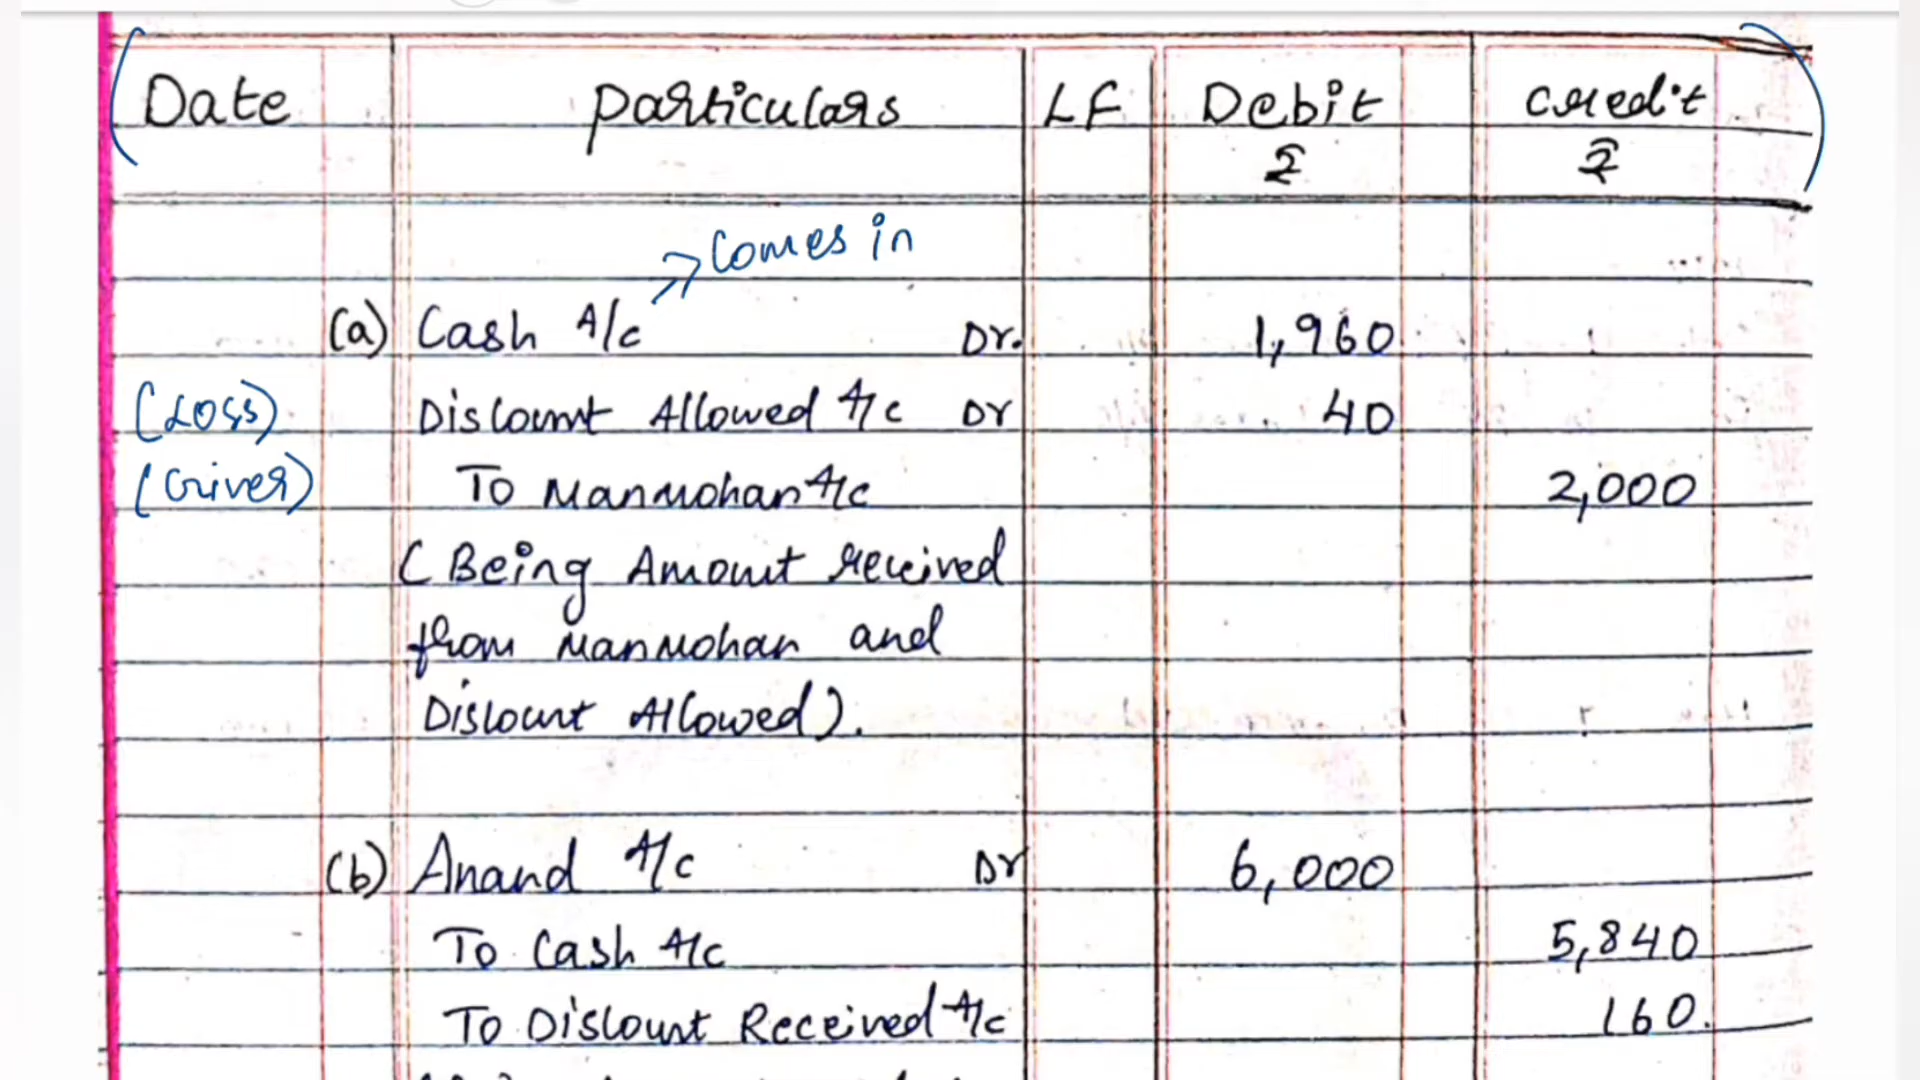 Date Particulars LF Debit Credit
₹ ₹
Comes in
(a) Cash A/c Dr. 1,960
(Loss) Discount Allowed A/c Dr 40
(Giver) To Manmohan A/c 2,000
( Being Amount received
from Manmohan and
Discount Allowed).
(b) Anand A/c Dr 6,000
To Cash A/c 5,840
To Discount Received A/c 160